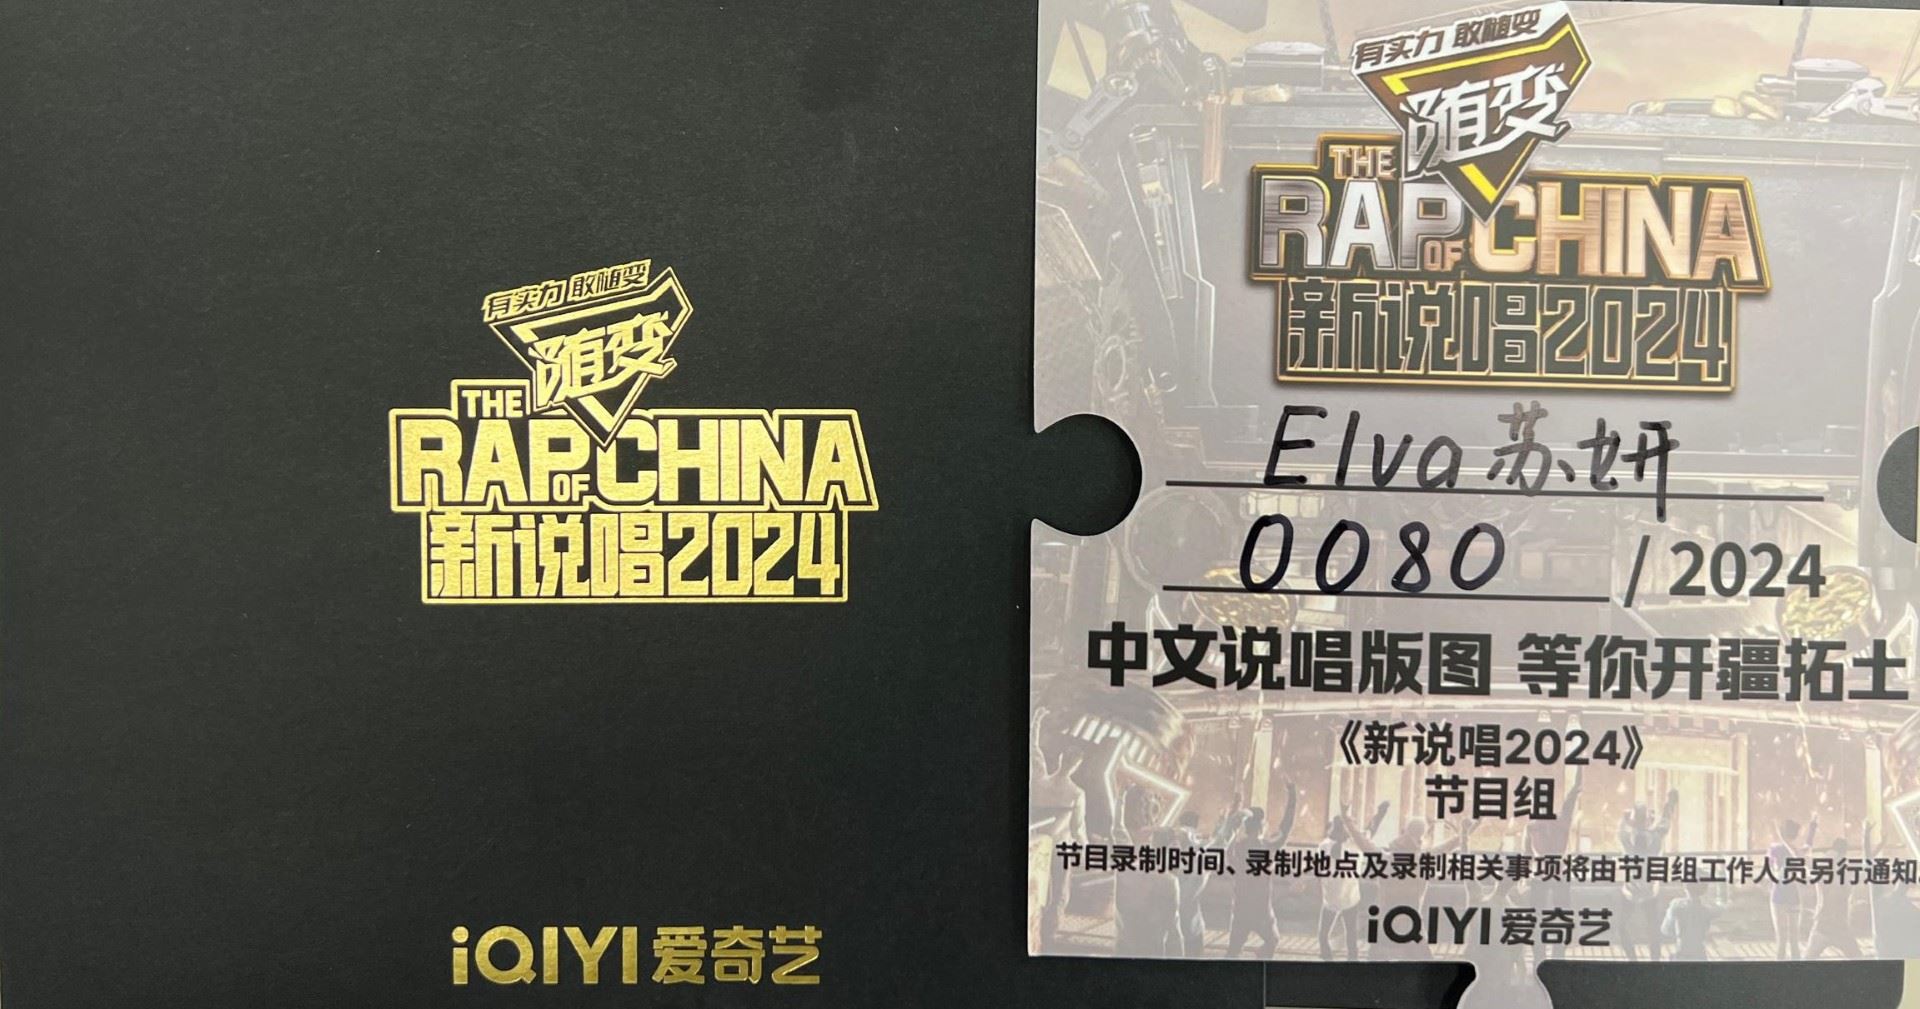 有实力 敢随变
随变
THE
RAP OF CHINA
新说唱2024
iQIYI 爱奇艺
有实力 敢随变
随变
THE
RAP OF CHINA
新说唱2024
Elva苏妍
0080 / 2024
中文说唱版图 等你开疆拓土
《新说唱2024》
节目组
节目录制时间、录制地点及录制相关事项将由节目组工作人员另行通知。
iQIYI 爱奇艺